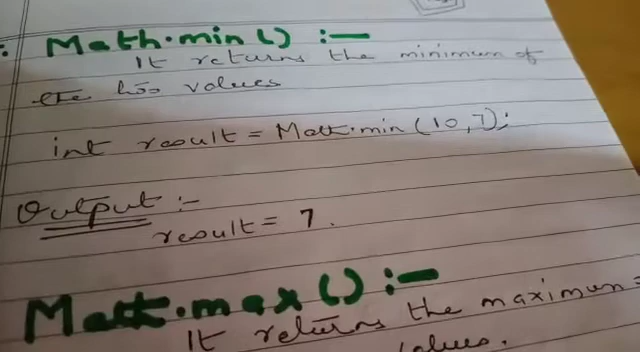 Math.min() :-
It returns the minimum of
the two values
int result = Math.min(10,7);
Output :-
result = 7.
Math.max() :-
It returns the maximum
values.